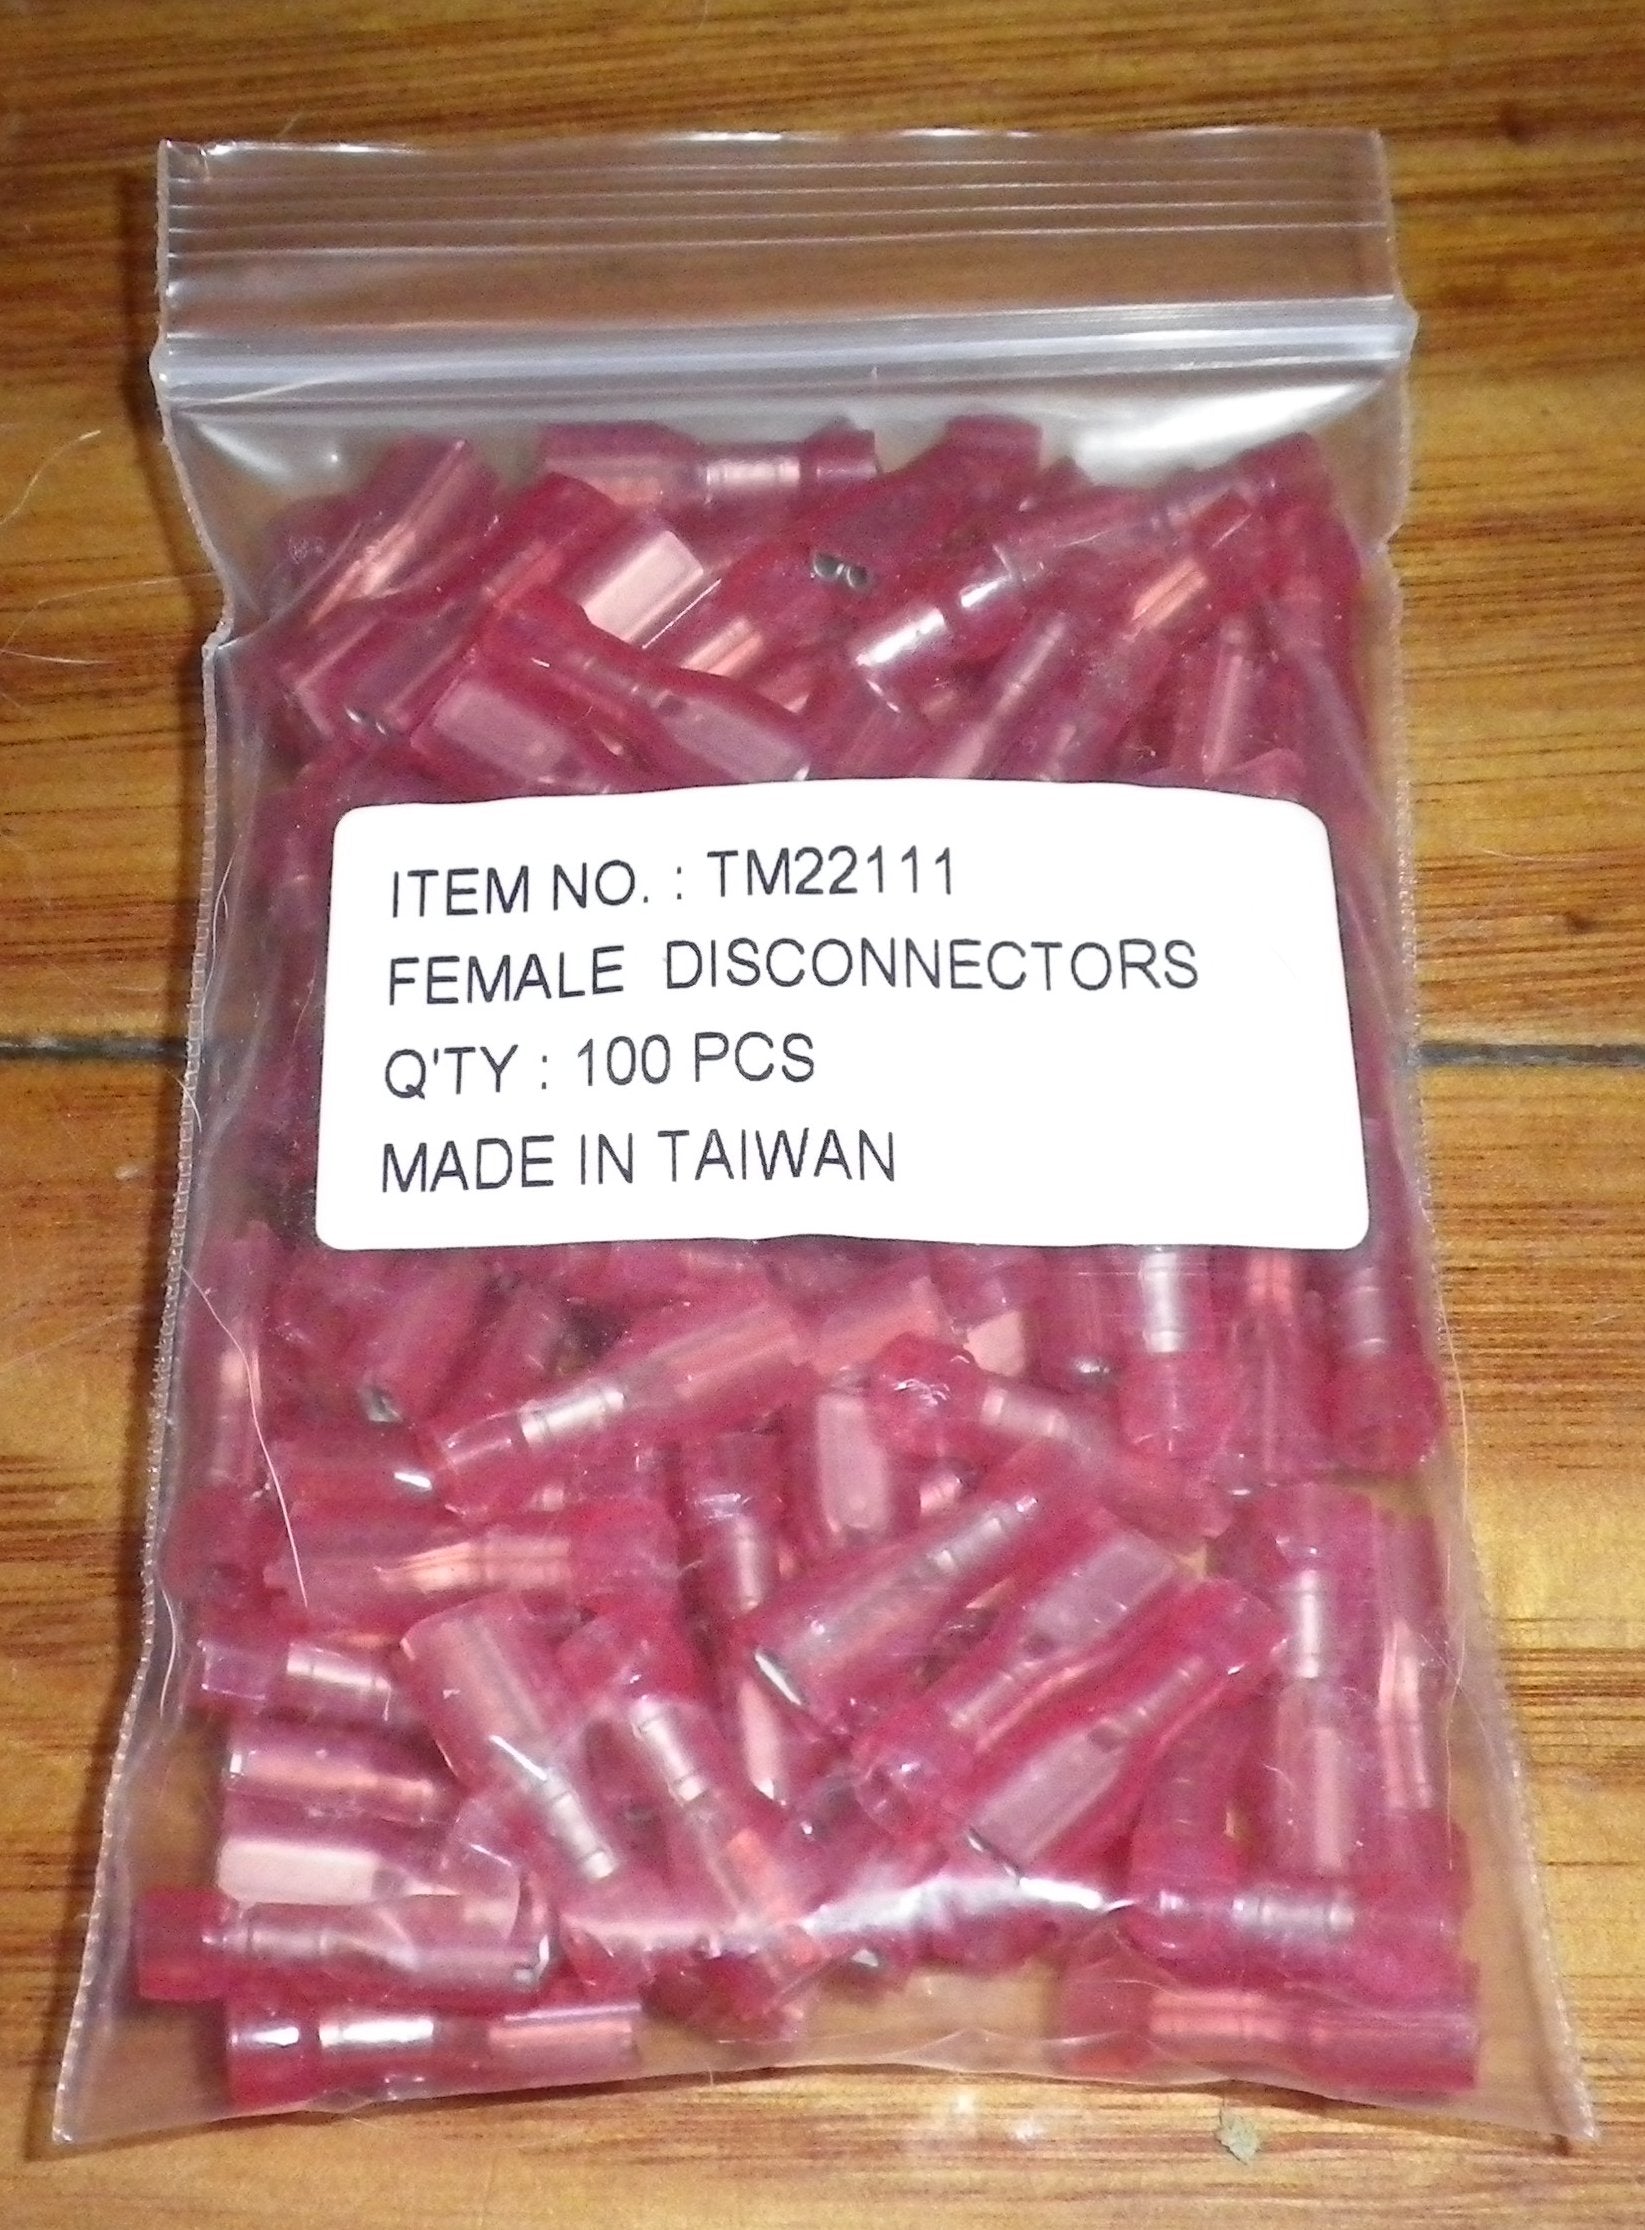 ITEM NO. : TM22111
FEMALE DISCONNECTORS
Q'TY : 100 PCS
MADE IN TAIWAN